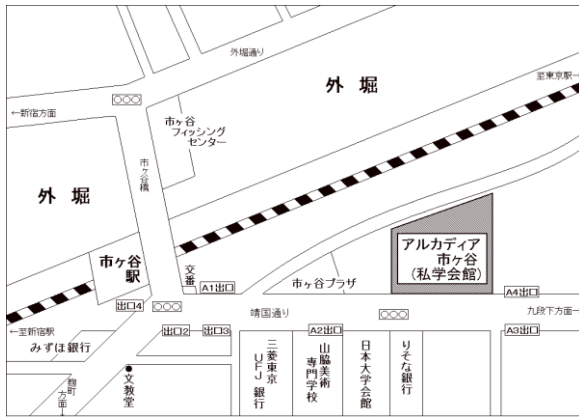 外堀通り
外 堀
至東京駅→
←新宿方面
市ヶ谷
フィッシング
センター
市ヶ谷橋
外 堀
アルカディア
市ヶ谷
(私学会館)
市ヶ谷
駅
交番
A1出口
市ヶ谷プラザ
A4出口
出口4
靖国通り
九段下方面→
←至新宿駅
出口2
出口3
A2出口
A3出口
みずほ銀行
麹町
方面
文教堂
三菱東京
UFJ銀行
山脇美術
専門学校
日本大学会館
りそな銀行